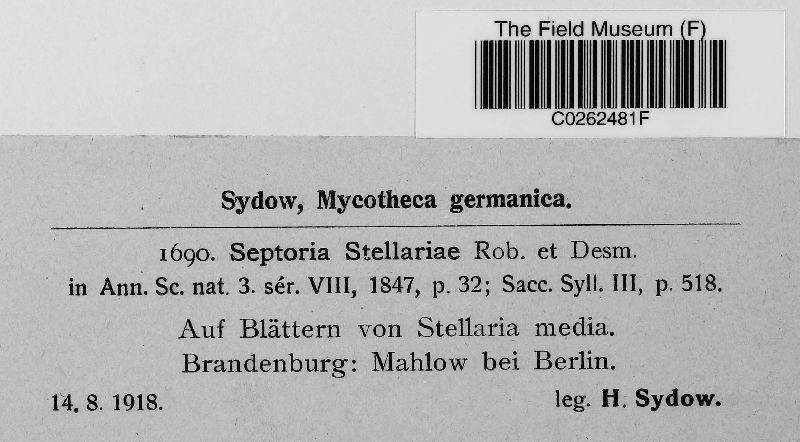 The Field Museum (F)
C0262481F
Sydow, Mycotheca germanica.
1690. Septoria Stellariae Rob. et Desm.
in Ann. Sc. nat. 3. sér. VIII, 1847, p. 32; Sacc. Syll. III, p. 518.
Auf Blättern von Stellaria media.
Brandenburg: Mahlow bei Berlin.
14. 8. 1918. leg. H. Sydow.